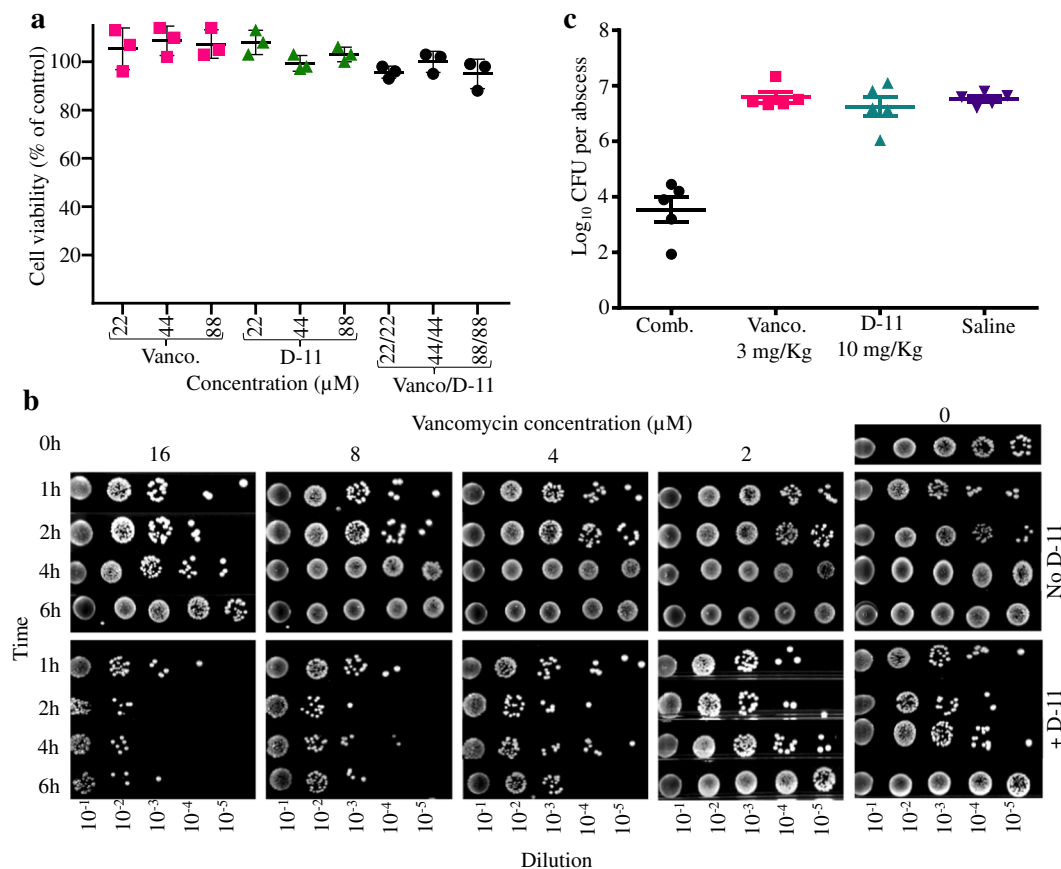 a
Cell viability (% of control)
100
80
60
40
20
22
44
88
22
44
88
22/22
44/44
88/88
Vanco.
D-11
Vanco/D-11
Concentration (µM)
c
Log₁₀ CFU per abscess
8
7
4
2
0
Comb.
Vanco.
3 mg/Kg
D-11
10 mg/Kg
Saline
b
Vancomycin concentration (µM)
16
8
4
2
0
Time
0h
1h
2h
4h
6h
No D-11
1h
2h
4h
6h
+ D-11
10⁻¹ 10⁻² 10⁻³ 10⁻⁴ 10⁻⁵
10⁻¹ 10⁻² 10⁻³ 10⁻⁴ 10⁻⁵
10⁻¹ 10⁻² 10⁻³ 10⁻⁴ 10⁻⁵
10⁻¹ 10⁻² 10⁻³ 10⁻⁴ 10⁻⁵
10⁻¹ 10⁻² 10⁻³ 10⁻⁴ 10⁻⁵
Dilution